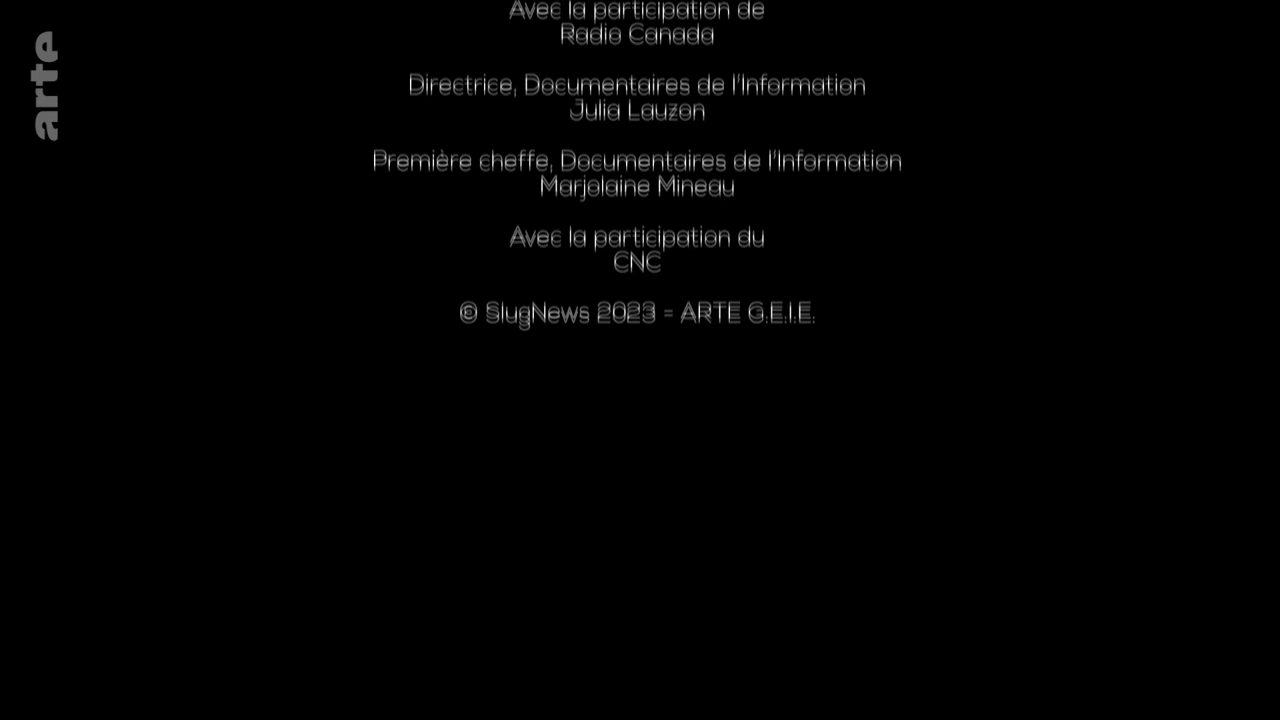 arte
Avec la participation de
Radio Canada
Directrice, Documentaires de l'Information
Julia Lauzon
Première cheffe, Documentaires de l'Information
Marjolaine Mineau
Avec la participation du
CNC
© SlugNews 2023 - ARTE G.E.I.E.